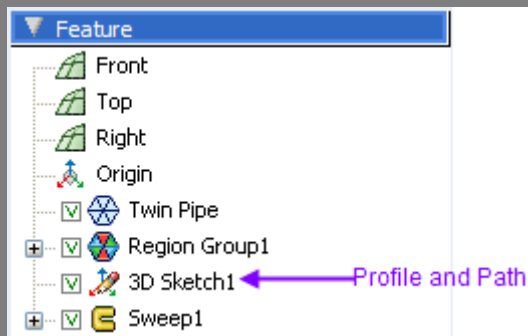 Feature
Front
Top
Right
Origin
Twin Pipe
Region Group1
3D Sketch1 Profile and Path
Sweep1